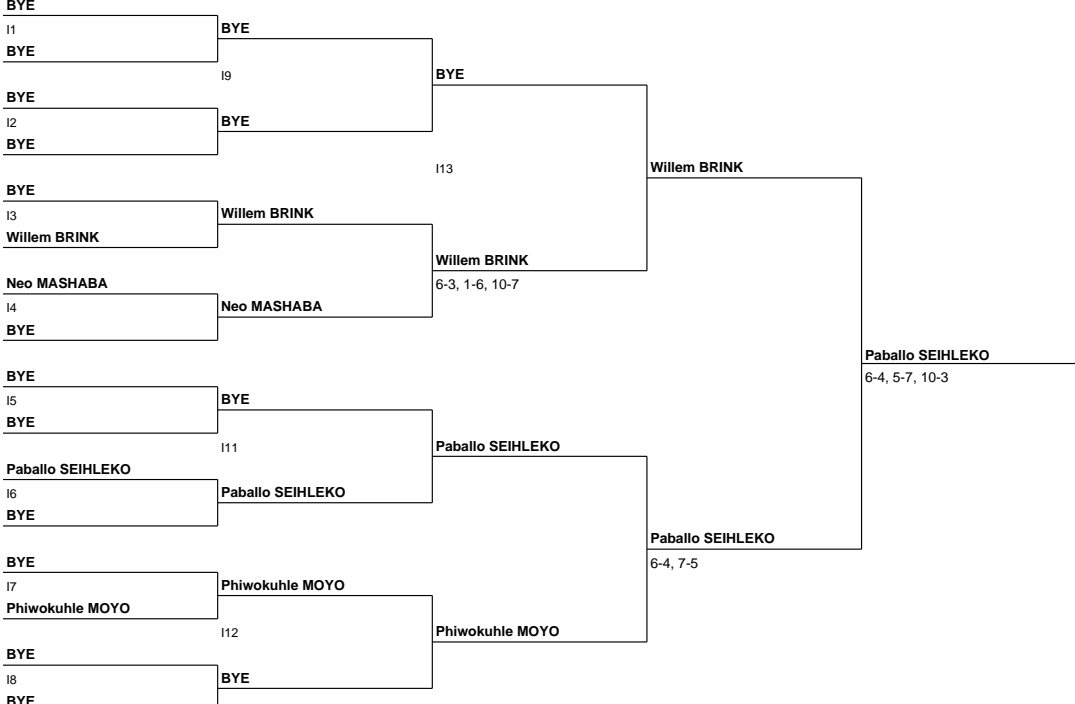 BYE
I1
BYE
BYE
I9
BYE
BYE
I2
BYE
BYE
I13
Willem BRINK
BYE
I3
Willem BRINK
Willem BRINK
Willem BRINK
6-3, 1-6, 10-7
Neo MASHABA
I4
BYE
Neo MASHABA
Paballo SEIHLEKO
6-4, 5-7, 10-3
BYE
I5
BYE
BYE
I11
Paballo SEIHLEKO
Paballo SEIHLEKO
I6
BYE
Paballo SEIHLEKO
Paballo SEIHLEKO
6-4, 7-5
BYE
I7
Phiwokuhle MOYO
Phiwokuhle MOYO
I12
Phiwokuhle MOYO
BYE
I8
BYE
BYE